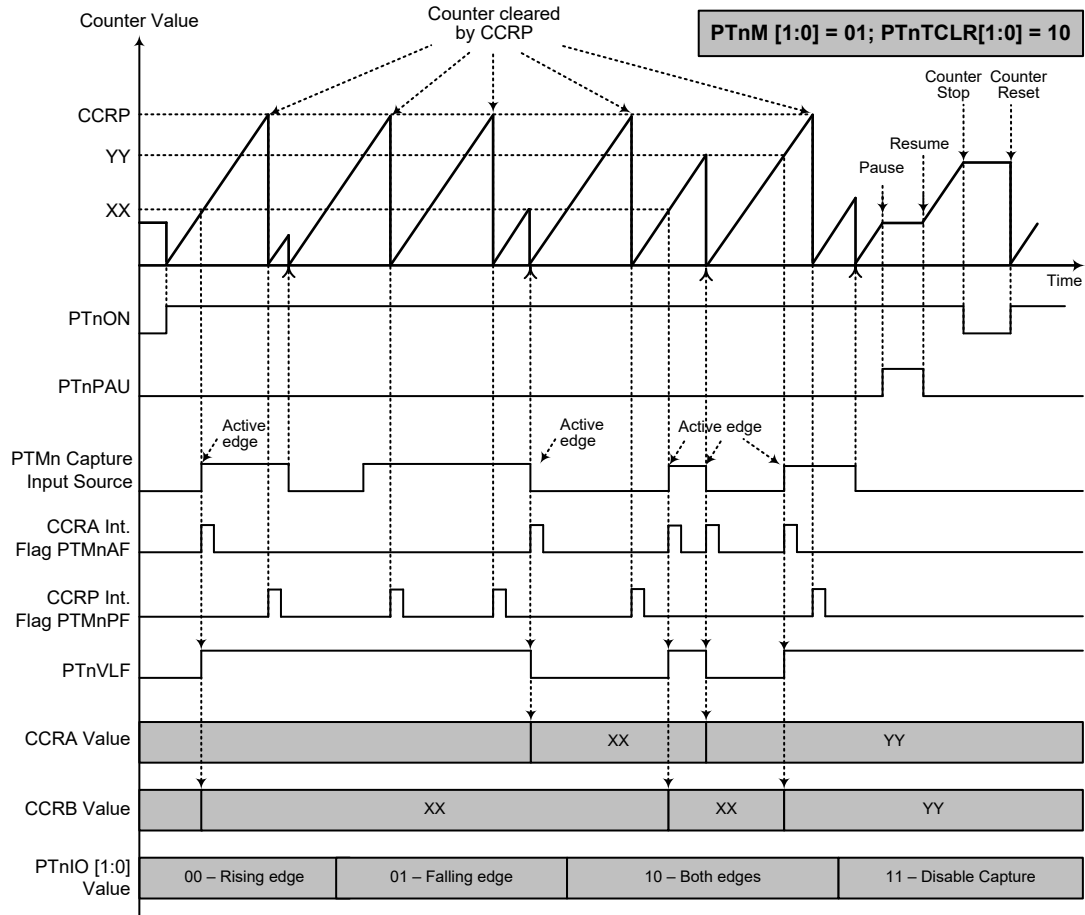 Counter Value
Counter cleared
by CCRP
PTnM [1:0] = 01; PTnTCLR[1:0] = 10
Counter
Stop
Counter
Reset
CCRP
YY
XX
Pause
Resume
Time
PTnON
PTnPAU
Active
edge
Active
edge
Active edge
PTMn Capture
Input Source
CCRA Int.
Flag PTMnAF
CCRP Int.
Flag PTMnPF
PTnVLF
CCRA Value
XX
YY
CCRB Value
XX
XX
YY
PTnIO [1:0]
Value
00 – Rising edge
01 – Falling edge
10 – Both edges
11 – Disable Capture